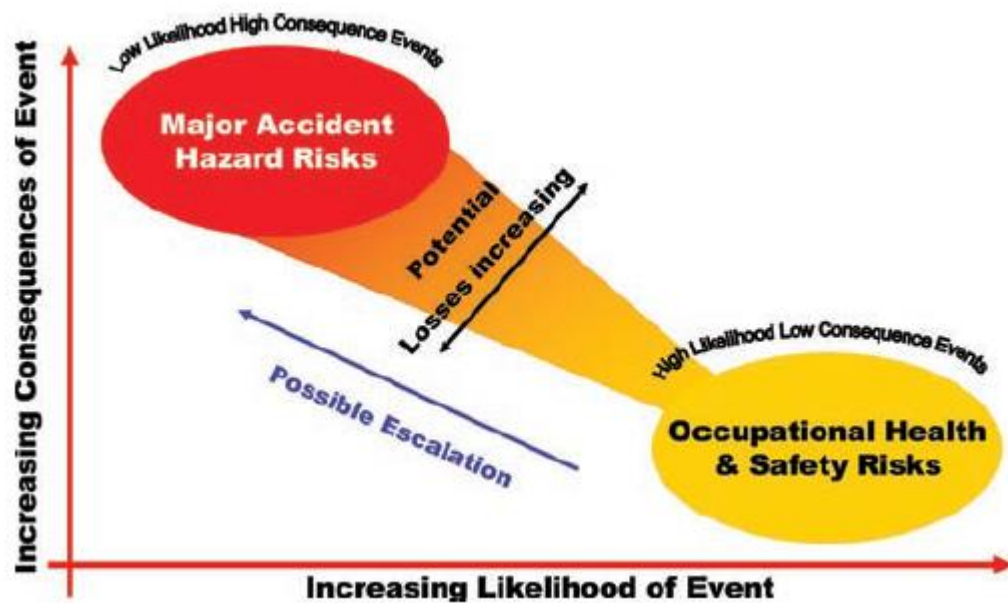 Low Likelihood High Consequence Events
Major Accident
Hazard Risks
Potential
Losses increasing
Possible Escalation
High Likelihood Low Consequence Events
Occupational Health
& Safety Risks
Increasing Consequences of Event
Increasing Likelihood of Event